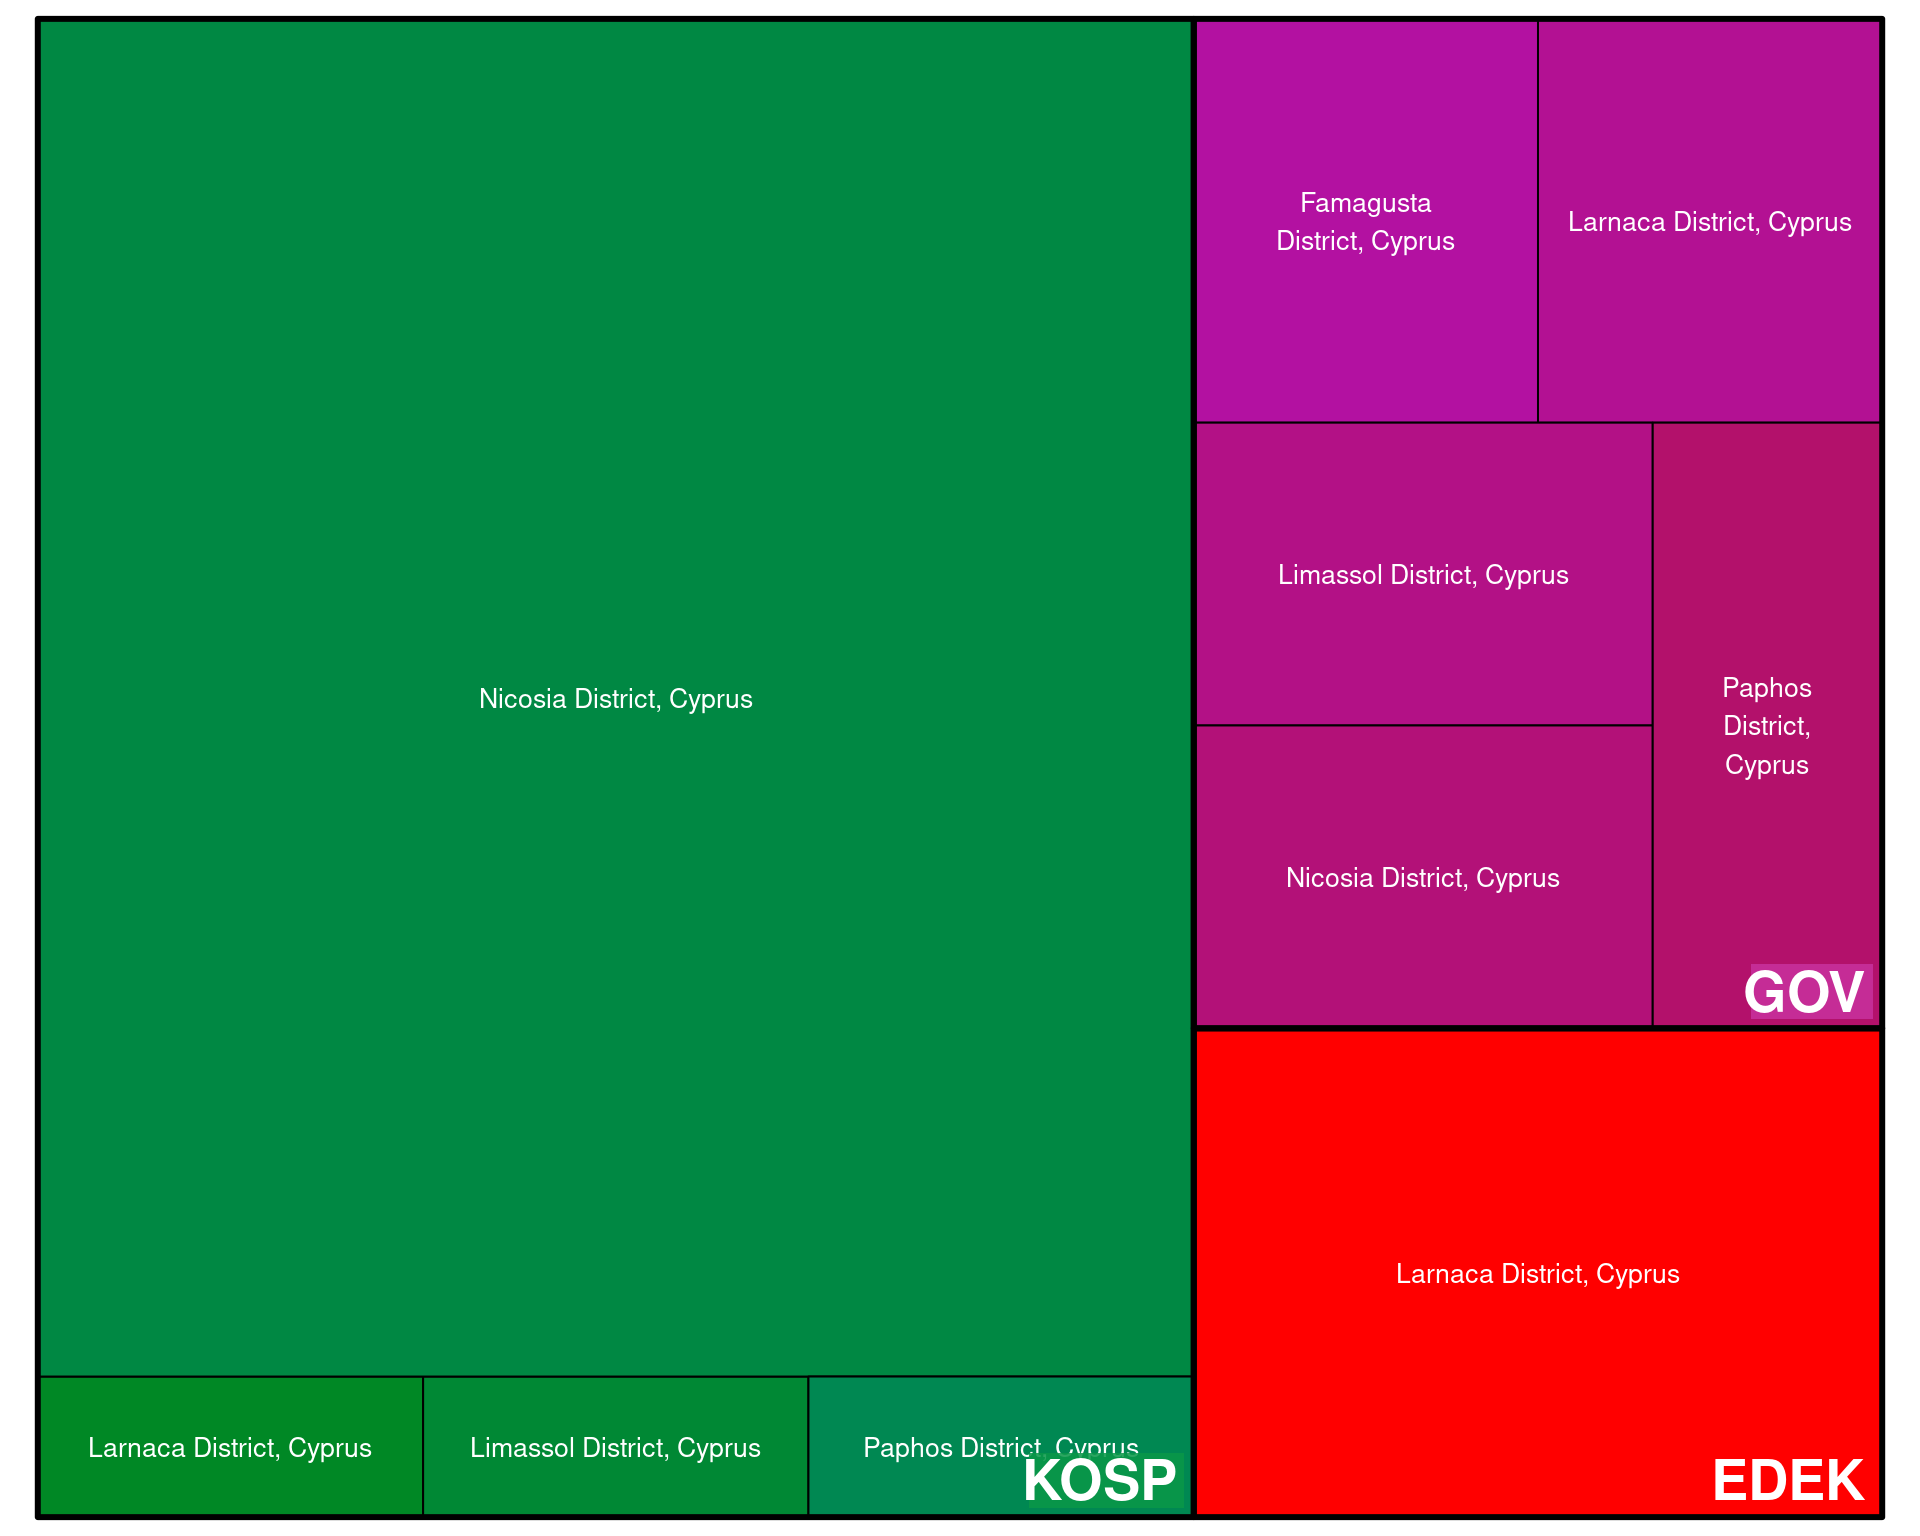 Nicosia District, Cyprus
Larnaca District, Cyprus
Limassol District, Cyprus
Paphos District, Cyprus
KOSP
Famagusta
District, Cyprus
Larnaca District, Cyprus
Limassol District, Cyprus
Nicosia District, Cyprus
Paphos
District,
Cyprus
GOV
Larnaca District, Cyprus
EDEK